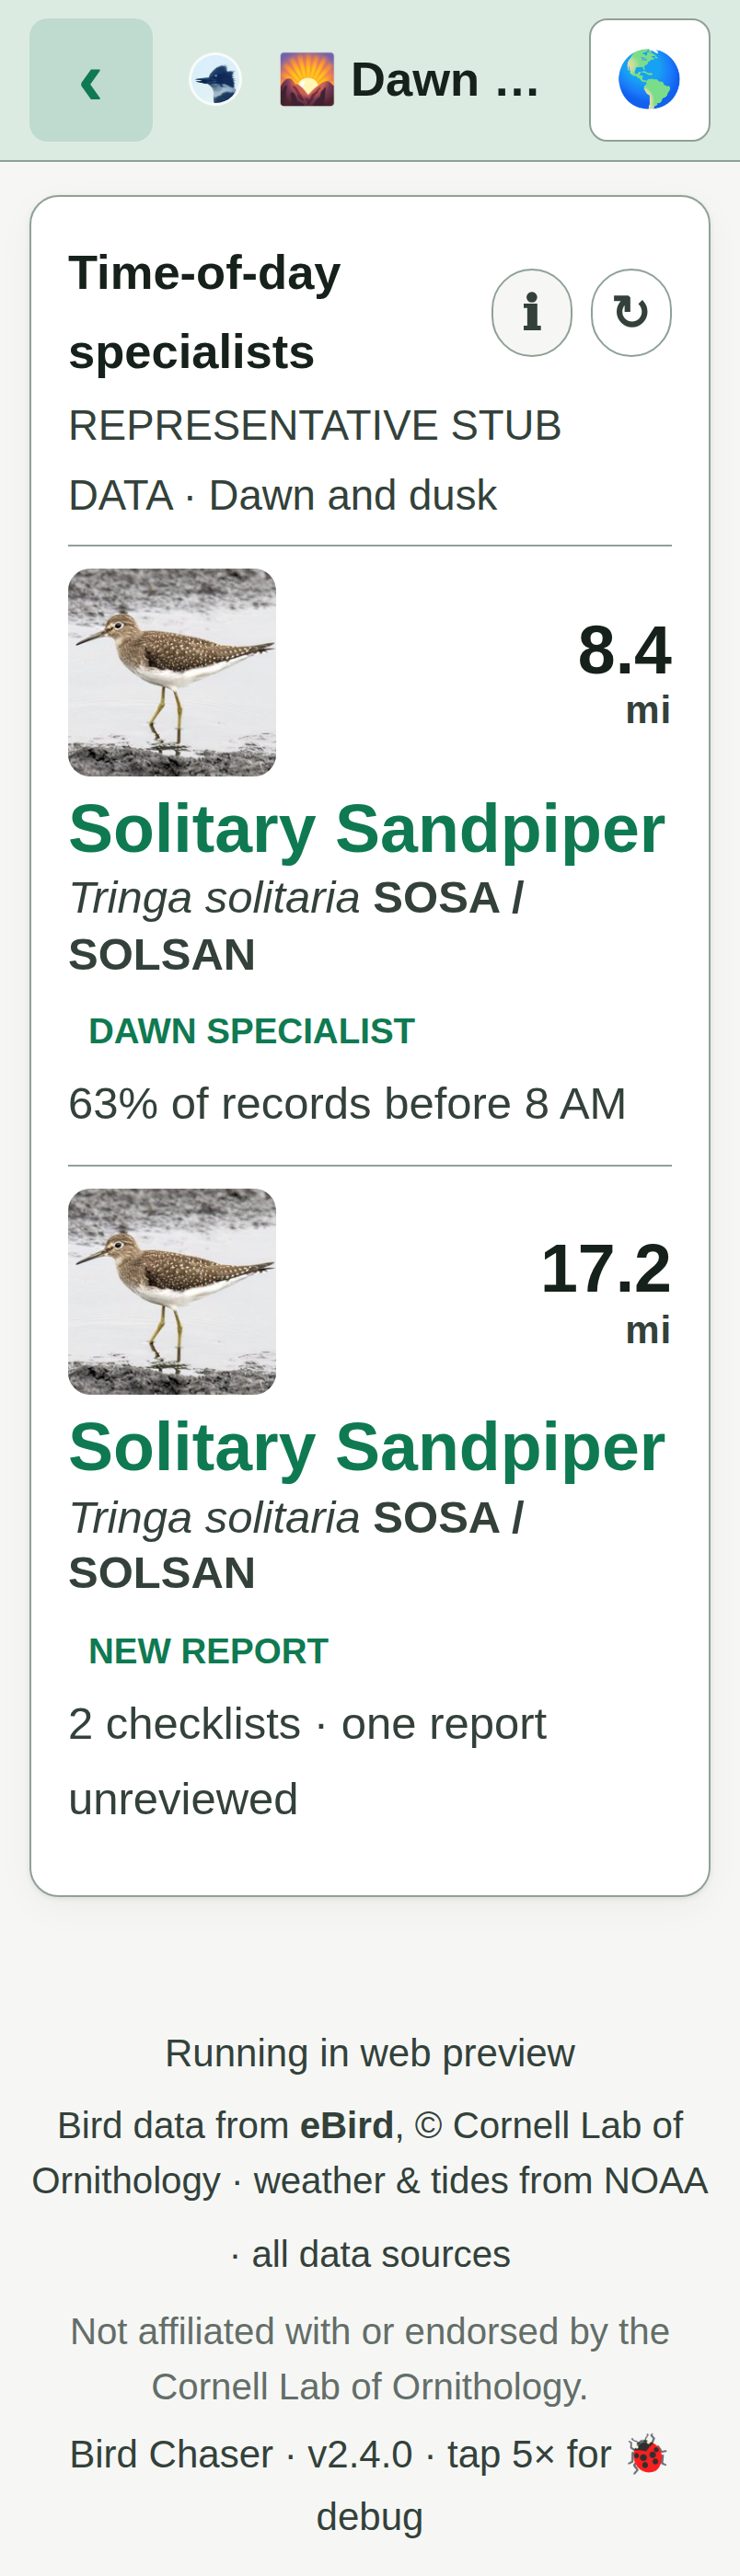 ‹ Dawn ...
Time-of-day
specialists
i ↻
REPRESENTATIVE STUB
DATA · Dawn and dusk
8.4
mi
Solitary Sandpiper
Tringa solitaria SOSA /
SOLSAN
DAWN SPECIALIST
63% of records before 8 AM
17.2
mi
Solitary Sandpiper
Tringa solitaria SOSA /
SOLSAN
NEW REPORT
2 checklists · one report
unreviewed
Running in web preview
Bird data from eBird, © Cornell Lab of
Ornithology · weather & tides from NOAA
· all data sources
Not affiliated with or endorsed by the
Cornell Lab of Ornithology.
Bird Chaser · v2.4.0 · tap 5× for 🐞
debug